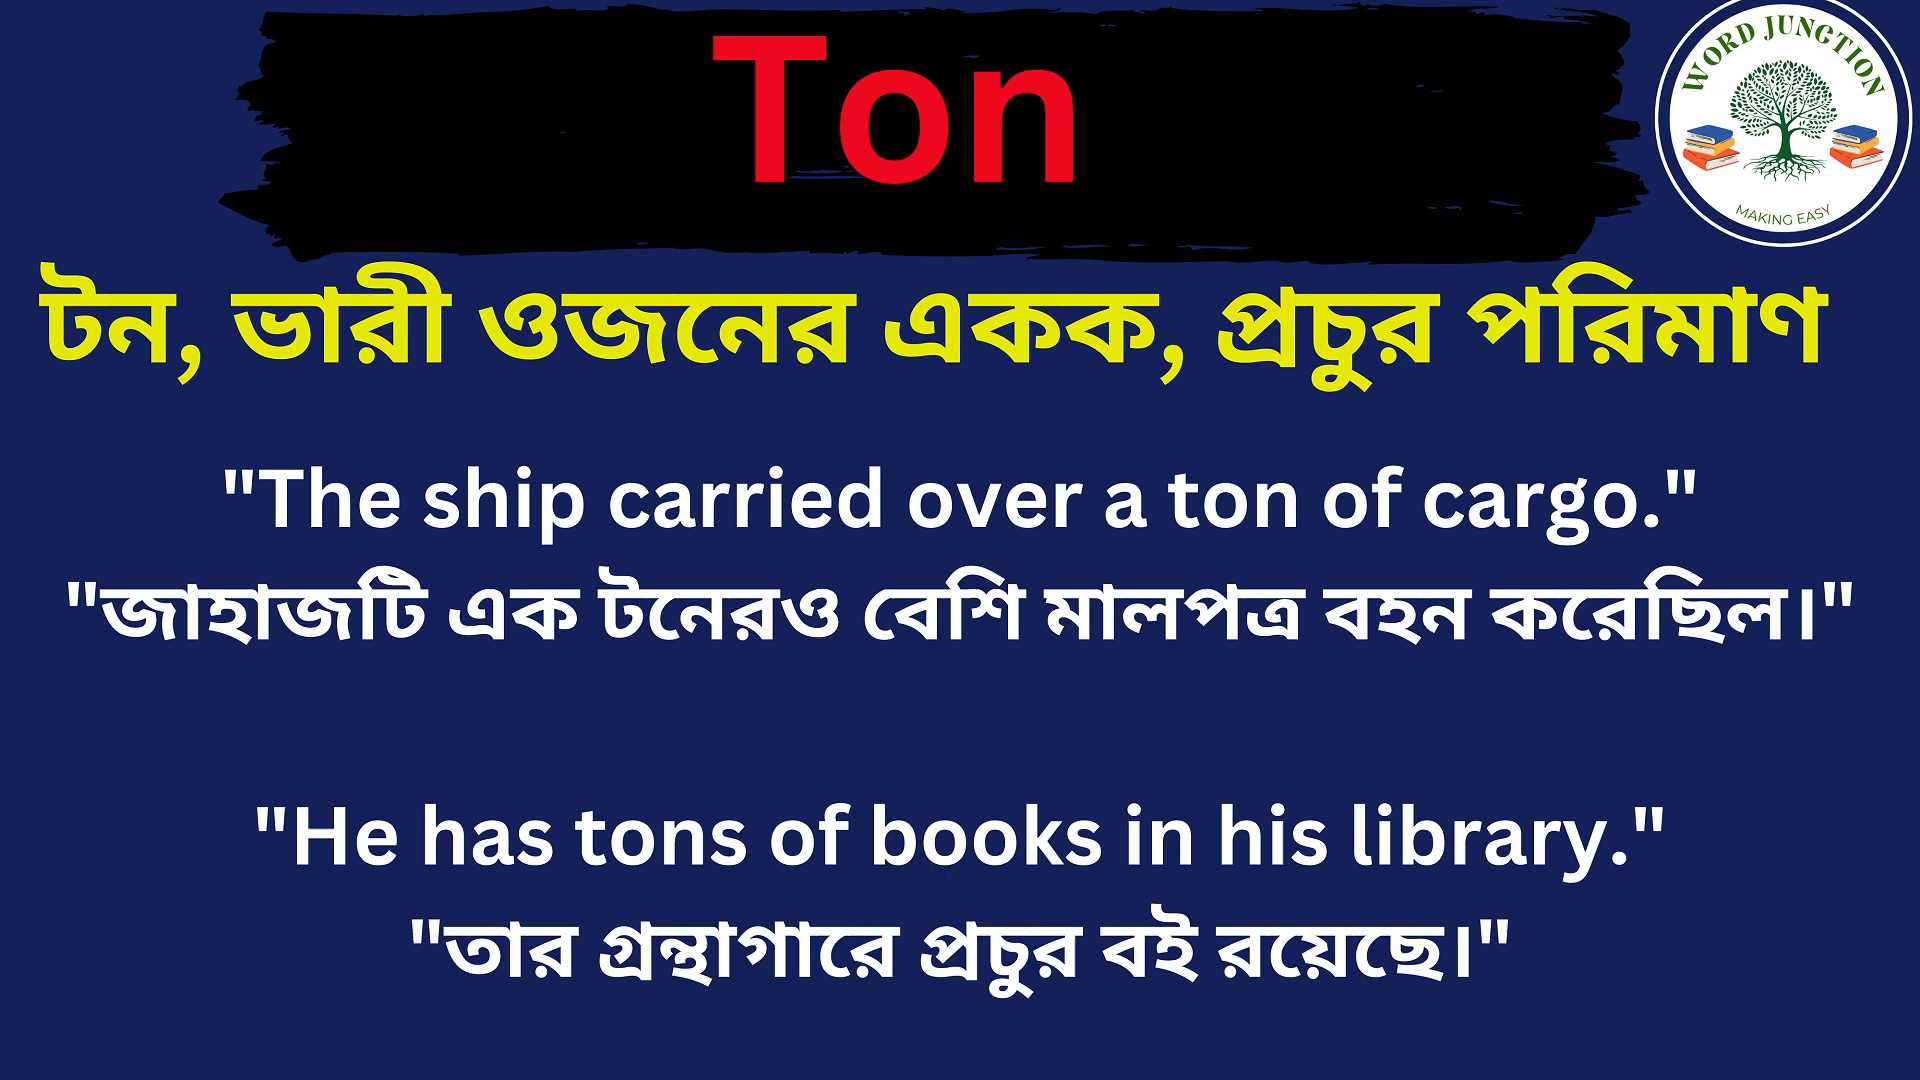 Ton
WORD JUNCTION
MAKING EASY
টন, ভারী ওজনের একক, প্রচুর পরিমাণ
"The ship carried over a ton of cargo."
"জাহাজটি এক টনেরও বেশি মালপত্র বহন করেছিল।"
"He has tons of books in his library."
"তার গ্রন্থাগারে প্রচুর বই রয়েছে।"